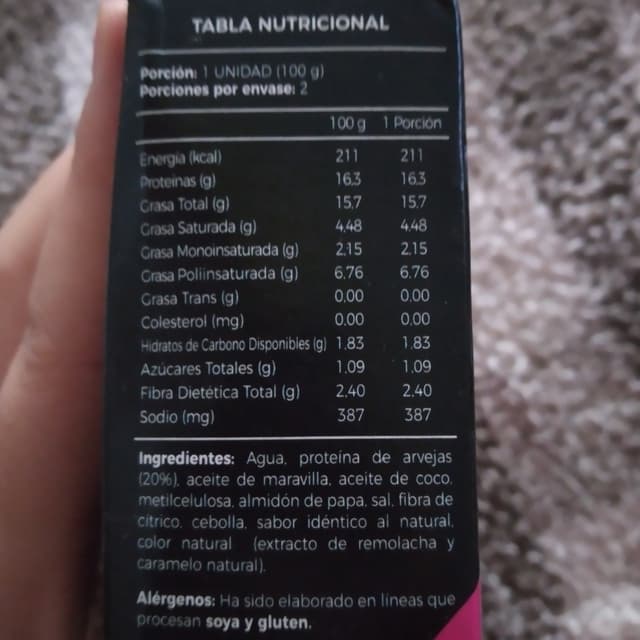 TABLA NUTRICIONAL
Porción: 1 UNIDAD (100 g)
Porciones por envase: 2
100 g 1 Porción
Energía (kcal) 211 211
Proteínas (g) 16.3 16.3
Grasa Total (g) 15.7 15.7
Grasa Saturada (g) 4.48 4.48
Grasa Monoinsaturada (g) 2.15 2.15
Grasa Poliinsaturada (g) 6.76 6.76
Grasa Trans (g) 0.00 0.00
Colesterol (mg) 0.00 0.00
Hidratos de Carbono Disponibles (g) 1.83 1.83
Azúcares Totales (g) 1.09 1.09
Fibra Dietética Total (g) 2.40 2.40
Sodio (mg) 387 387
Ingredientes: Agua, proteína de arvejas
(20%), aceite de maravilla, aceite de coco,
metilcelulosa, almidón de papa, sal, fibra de
cítrico, cebolla, sabor idéntico al natural,
color natural (extracto de remolacha y
caramelo natural).
Alérgenos: Ha sido elaborado en líneas que
procesan soya y gluten.